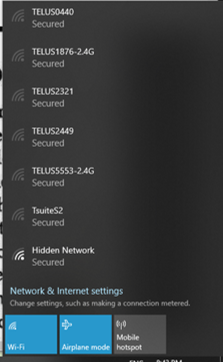 TELUS0440
Secured
TELUS1876-2.4G
Secured
TELUS2321
Secured
TELUS2449
Secured
TELUS5553-2.4G
Secured
TsuiteS2
Secured
Hidden Network
Secured
Network & Internet settings
Change settings, such as making a connection metered.
Wi-Fi
Airplane mode
Mobile
hotspot